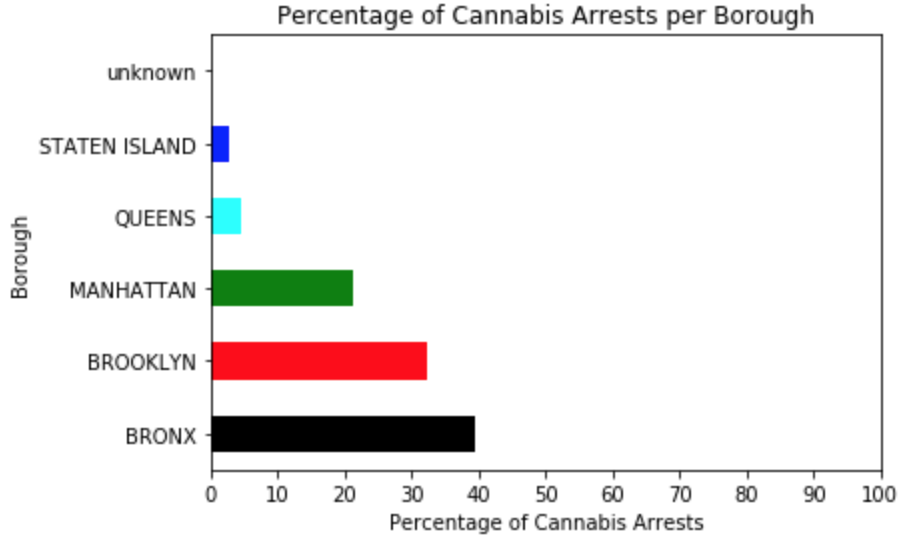 Percentage of Cannabis Arrests per Borough
unknown
STATEN ISLAND
QUEENS
MANHATTAN
BROOKLYN
BRONX
Borough
0 10 20 30 40 50 60 70 80 90 100
Percentage of Cannabis Arrests